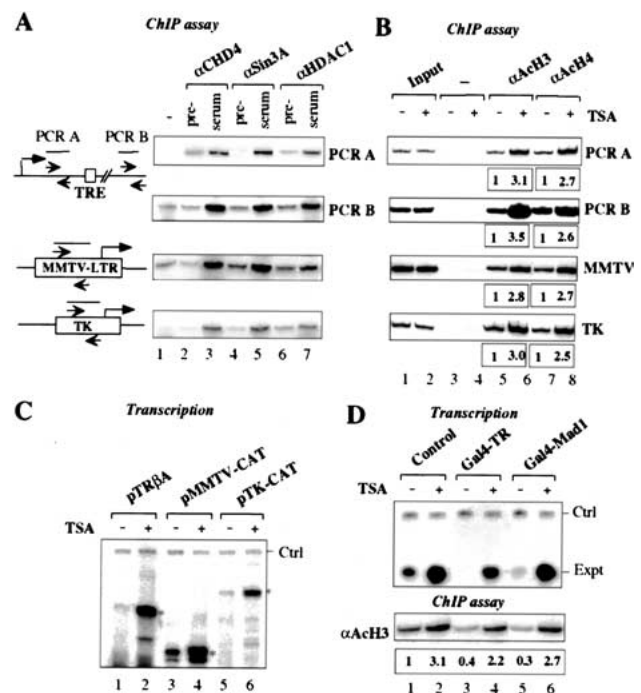 A
ChIP assay
αCHD4 αSin3A αHDAC1
- pre- serum pre- serum pre- serum
PCR A PCR B
TRE
PCR A
PCR B
MMTV-LTR
TK
1 2 3 4 5 6 7
B
ChIP assay
Input – αAcH3 αAcH4
- + - + - + - + TSA
PCR A
1 3.1 1 2.7
PCR B
1 3.5 1 2.6
MMTV
1 2.8 1 2.7
TK
1 3.0 1 2.5
1 2 3 4 5 6 7 8
C
Transcription
pTRβA pMMTV-CAT pTK-CAT
TSA - + - + - +
Ctrl
1 2 3 4 5 6
D
Transcription
Control Gal4-TR Gal4-Mad1
TSA - + - + - +
Ctrl
Expt
ChIP assay
αAcH3
1 3.1 0.4 2.2 0.3 2.7
1 2 3 4 5 6